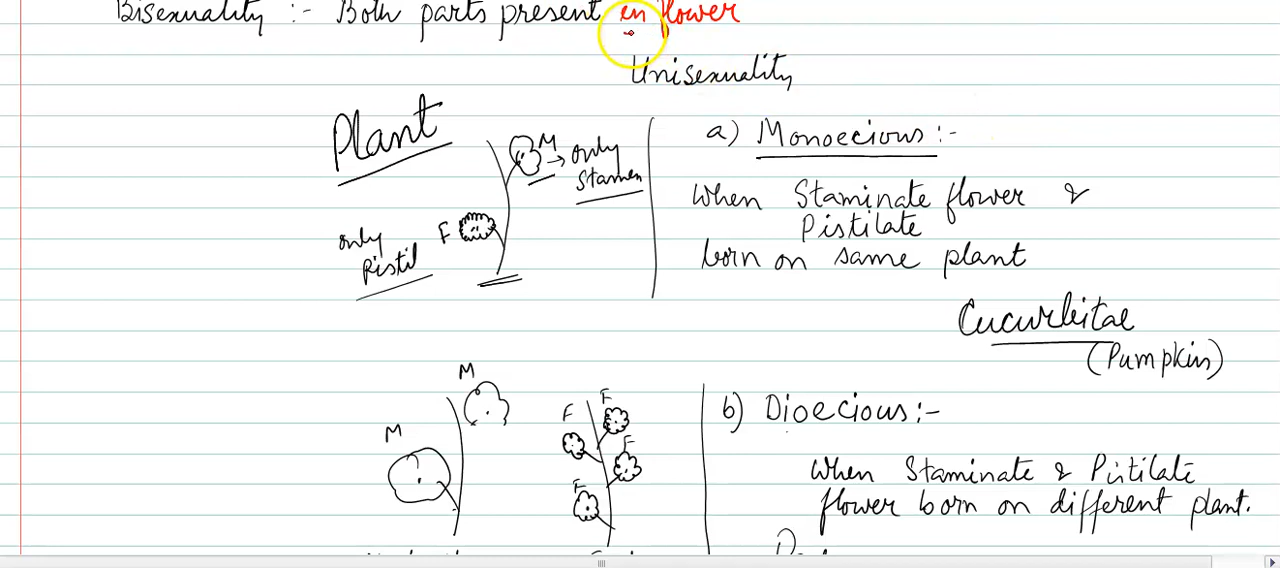 Bisexuality :- Both parts present en flower
Unisexuality
Plant
M → only
Stamen
F
only
Pistil
a) Monoecious :-
When Staminate flower &
Pistilate
born on same plant
Cucurbitae
(Pumpkin)
M
M
F
F
F
F
b) Dioecious :-
When Staminate & Pistilate
flower born on different plant.